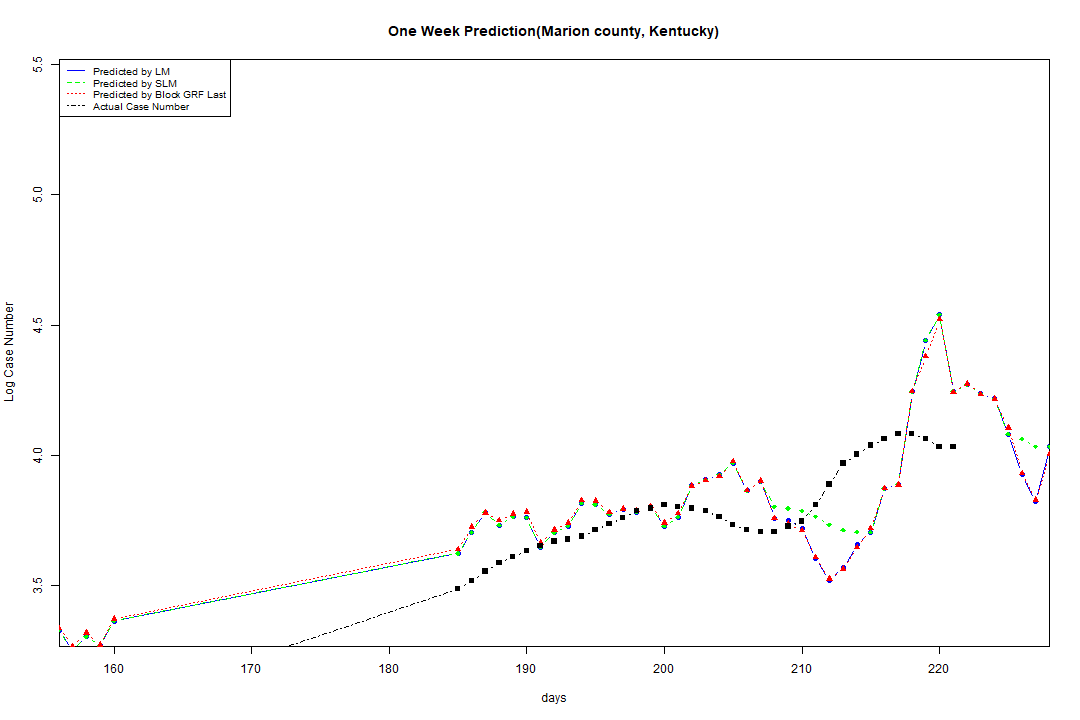 One Week Prediction(Marion county, Kentucky)
Predicted by LM
Predicted by SLM
Predicted by Block GRF Last
Actual Case Number
5.5
5.0
4.5
4.0
3.5
Log Case Number
160 170 180 190 200 210 220
days